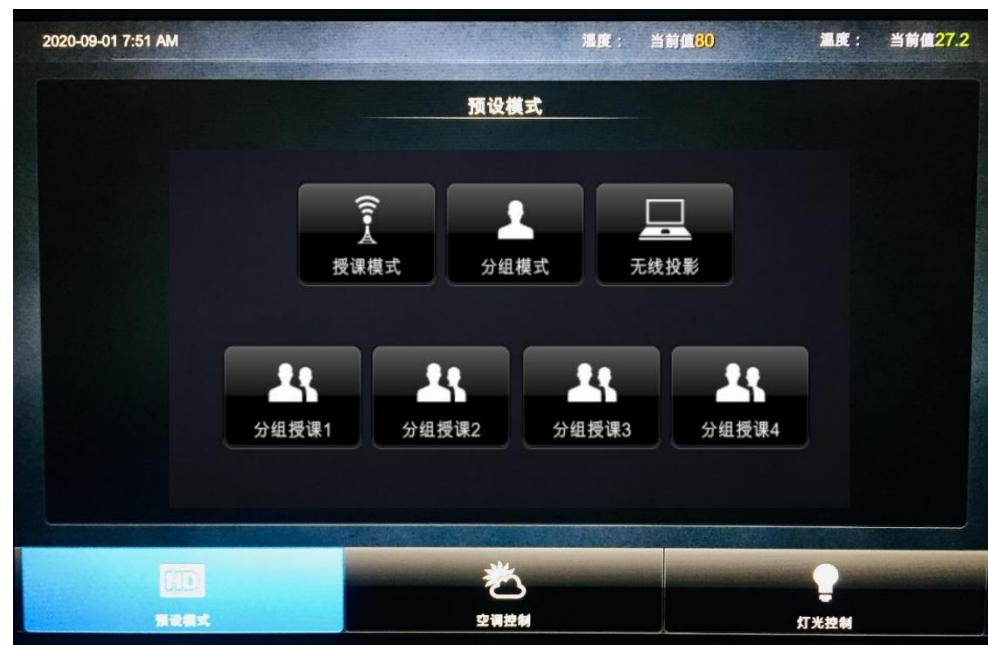 2020-09-01 7:51 AM 湿度： 当前值80 温度： 当前值27.2
预设模式
授课模式 分组模式 无线投影
分组授课1 分组授课2 分组授课3 分组授课4
HD
预设模式 空调控制 灯光控制